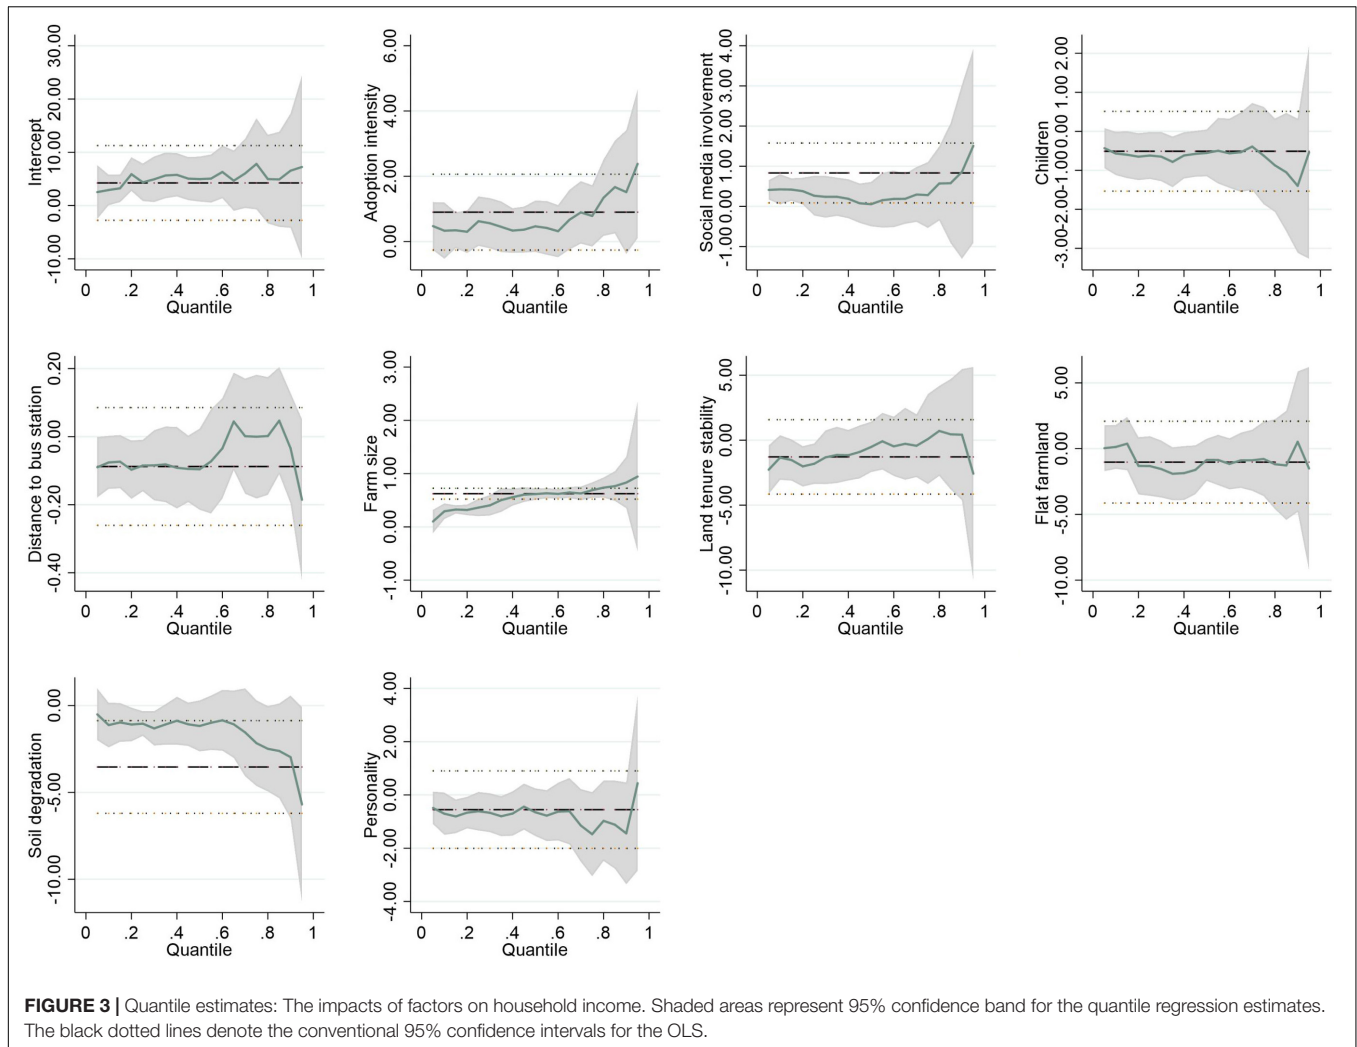 Intercept
-10.00 0.00 10.00 20.00 30.00
0 .2 .4 .6 .8 1
Quantile
Adoption intensity
0.00 2.00 4.00 6.00
0 .2 .4 .6 .8 1
Quantile
Social media involvement
-1.00 0.00 1.00 2.00 3.00 4.00
0 .2 .4 .6 .8 1
Quantile
Children
-3.00 -2.00 -1.00 0.00 1.00 2.00
0 .2 .4 .6 .8 1
Quantile
Distance to bus station
-0.40 -0.20 0.00 0.20
0 .2 .4 .6 .8 1
Quantile
Farm size
-1.00 0.00 1.00 2.00 3.00
0 .2 .4 .6 .8 1
Quantile
Land tenure stability
-10.00 -5.00 0.00 5.00
0 .2 .4 .6 .8 1
Quantile
Flat farmland
-10.00 -5.00 0.00 5.00
0 .2 .4 .6 .8 1
Quantile
Soil degradation
-10.00 -5.00 0.00
0 .2 .4 .6 .8 1
Quantile
Personality
-4.00 -2.00 0.00 2.00 4.00
0 .2 .4 .6 .8 1
Quantile
FIGURE 3 | Quantile estimates: The impacts of factors on household income. Shaded areas represent 95% confidence band for the quantile regression estimates.
The black dotted lines denote the conventional 95% confidence intervals for the OLS.